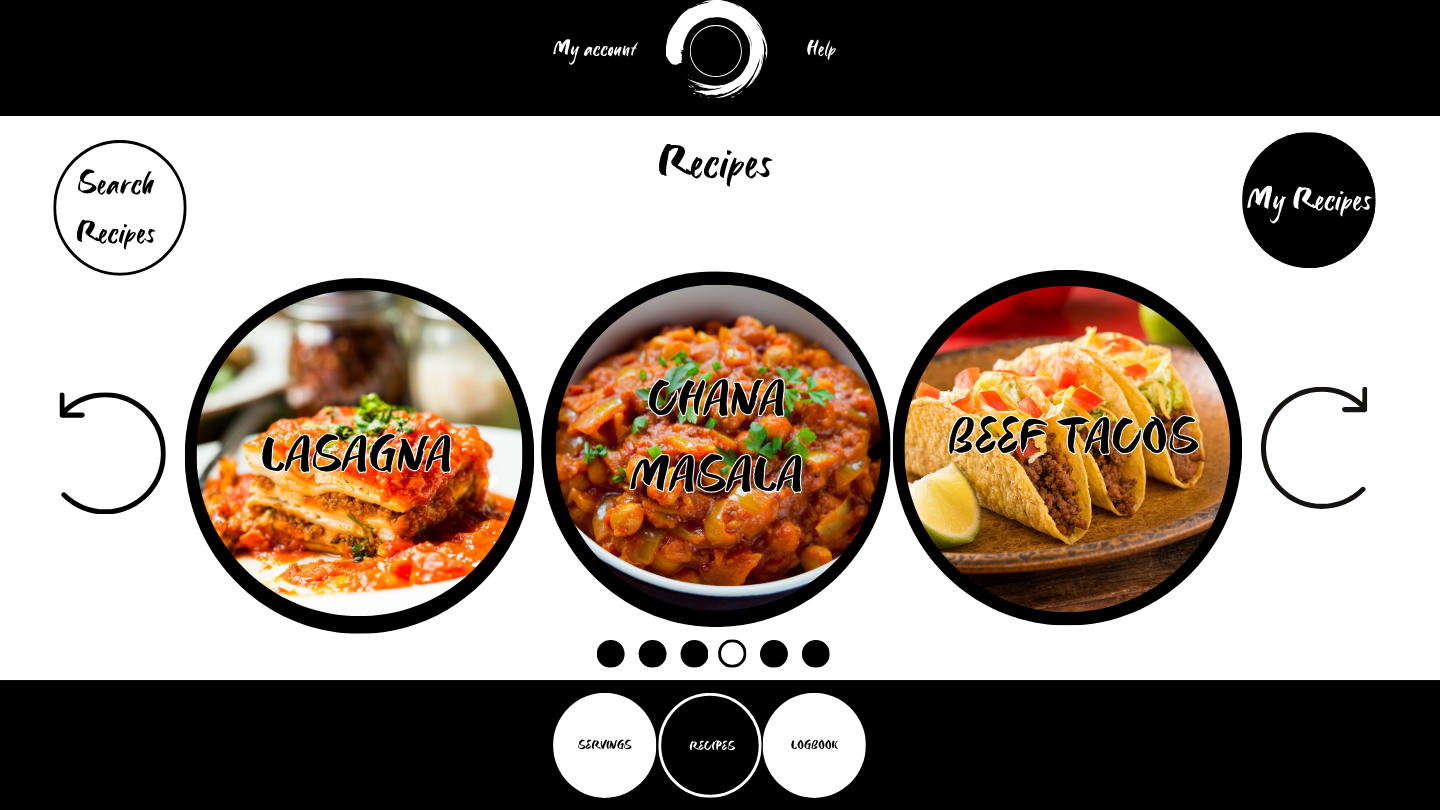 My account
Help
Recipes
Search
Recipes
My Recipes
LASAGNA
CHANA
MASALA
BEEF TACOS
SERVINGS
RECIPES
LOGBOOK